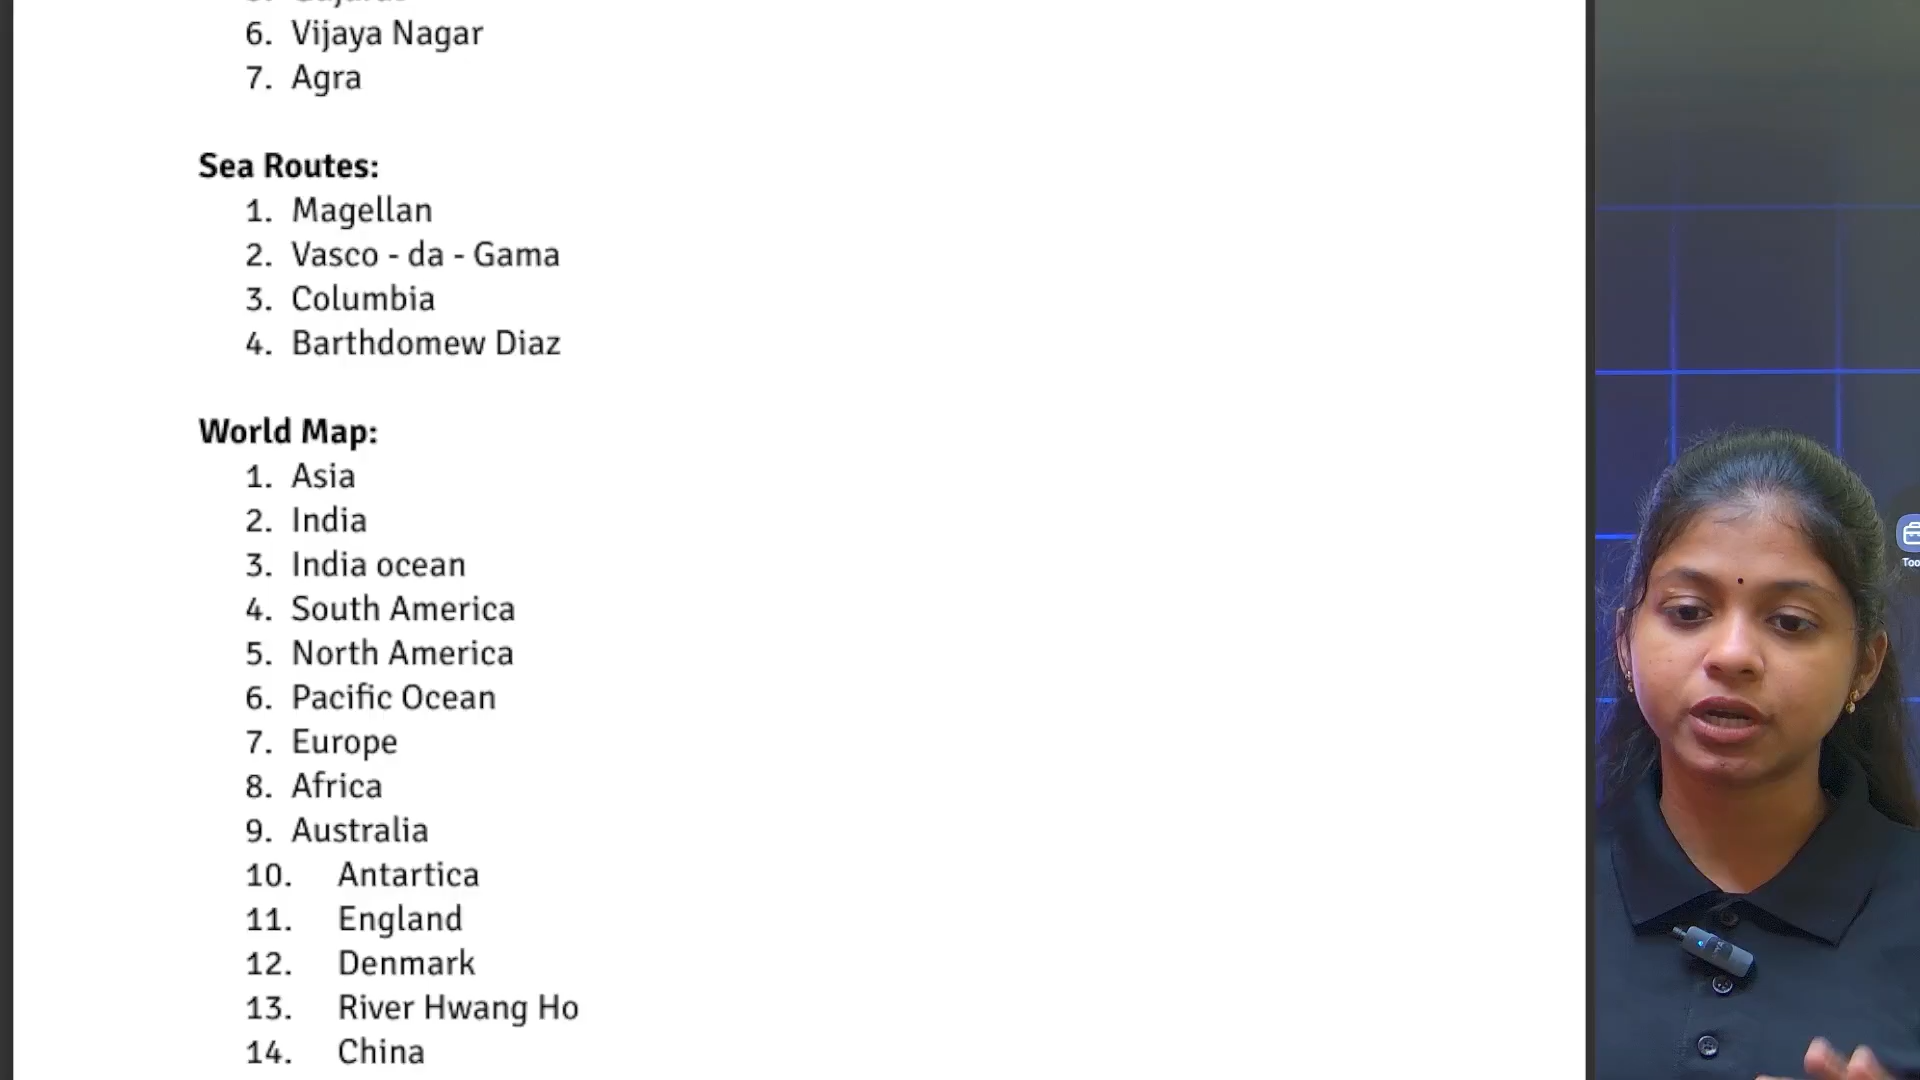 6. Vijaya Nagar
7. Agra
Sea Routes:
1. Magellan
2. Vasco - da - Gama
3. Columbia
4. Barthdomew Diaz
World Map:
1. Asia
2. India
3. India ocean
4. South America
5. North America
6. Pacific Ocean
7. Europe
8. Africa
9. Australia
10. Antartica
11. England
12. Denmark
13. River Hwang Ho
14. China